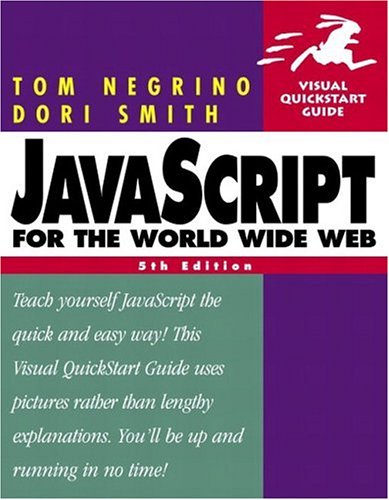 TOM NEGRINO
DORI SMITH
VISUAL
QUICKSTART
GUIDE
JAVASCRIPT
FOR THE WORLD WIDE WEB
5th Edition
Teach yourself JavaScript the
quick and easy way! This
Visual QuickStart Guide uses
pictures rather than lengthy
explanations. You'll be up and
running in no time!